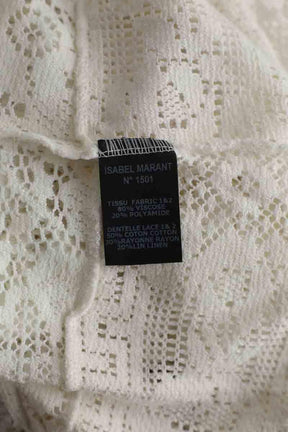 ISABEL MARANT
N° 1501
TISSU FABRIC 1&2
80% VISCOSE
20% POLYAMIDE
DENTELLE LACE 1& 2
50% COTON COTTON
30%RAYONNE RAYON
20%LIN LINEN